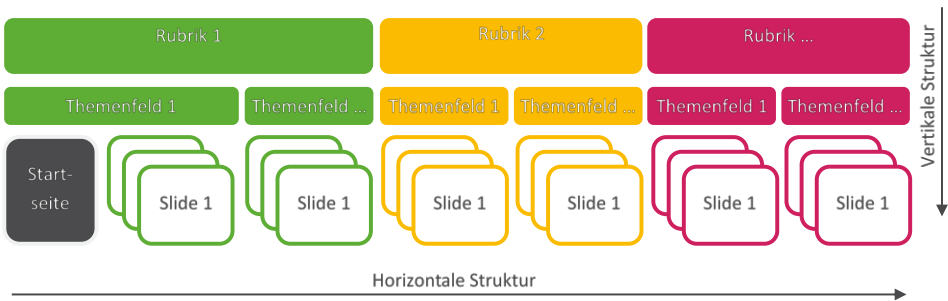 Rubrik 1
Rubrik 2
Rubrik ...
Themenfeld 1
Themenfeld ...
Themenfeld 1
Themenfeld ...
Themenfeld 1
Themenfeld ...
Start-
seite
Slide 1
Slide 1
Slide 1
Slide 1
Slide 1
Slide 1
Horizontale Struktur
Vertikale Struktur